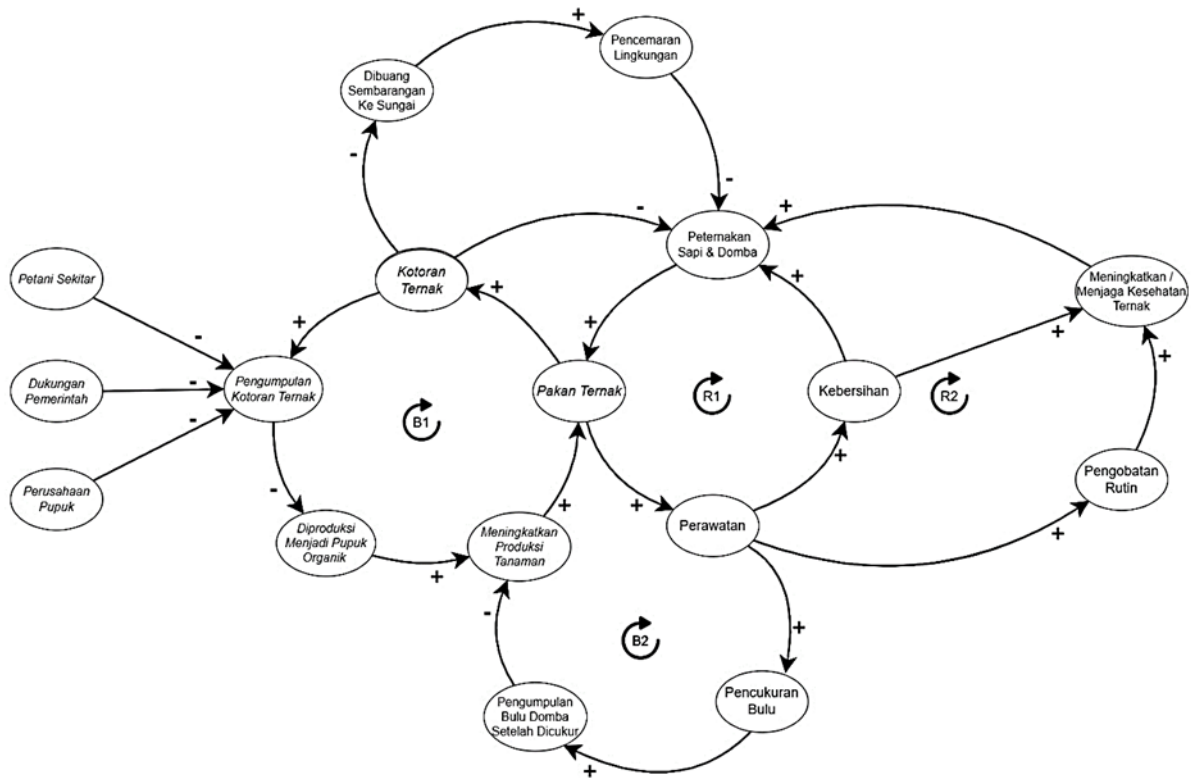 +
Pencemaran
Lingkungan
Dibuang
Sembarangan
Ke Sungai
-
-
-
+
Peternakan
Sapi & Domba
Kotoran
Ternak
Petani Sekitar
+
+
Meningkatkan /
Menjaga Kesehatan
Ternak
+
+
+
-
+
Dukungan
Pemerintah
-
Pengumpulan
Kotoran Ternak
Pakan Ternak
Kebersihan
R1
R2
B1
-
+
+
Perusahaan
Pupuk
-
Pengobatan
Rutin
+
+
Perawatan
Diproduksi
Menjadi Pupuk
Organik
Meningkatkan
Produksi
Tanaman
+
+
-
+
B2
Pengumpulan
Bulu Domba
Setelah Dicukur
Pencukuran
Bulu
+